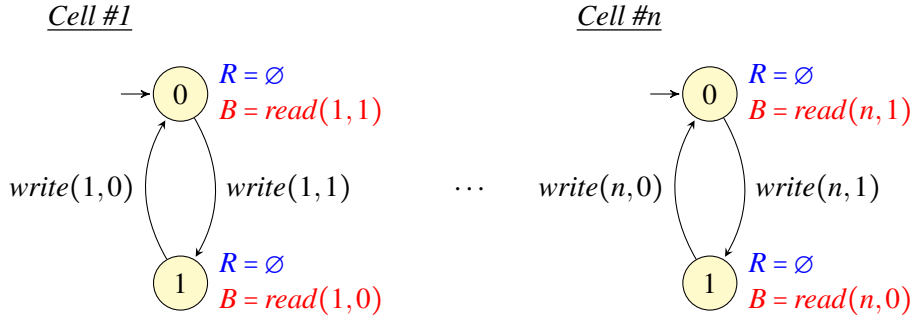 Cell #1
0
R = ∅
B = read(1,1)
write(1,0)
write(1,1)
1
R = ∅
B = read(1,0)
⋯
Cell #n
0
R = ∅
B = read(n,1)
write(n,0)
write(n,1)
1
R = ∅
B = read(n,0)